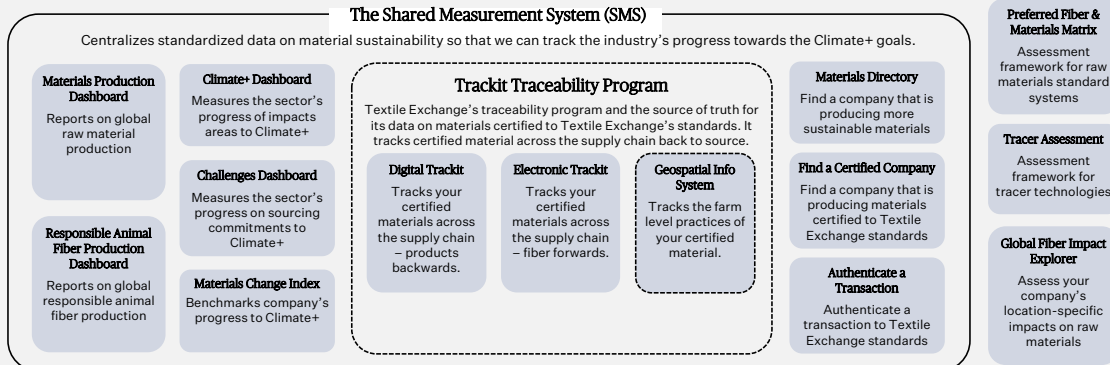 The Shared Measurement System (SMS)
Centralizes standardized data on material sustainability so that we can track the industry's progress towards the Climate+ goals.
Materials Production
Dashboard
Reports on global
raw material
production
Responsible Animal
Fiber Production
Dashboard
Reports on global
responsible animal
fiber production
Climate+ Dashboard
Measures the sector's
progress of impacts
areas to Climate+
Challenges Dashboard
Measures the sector's
progress on sourcing
commitments to
Climate+
Materials Change Index
Benchmarks company's
progress to Climate+
Trackit Traceability Program
Textile Exchange's traceability program and the source of truth for
its data on materials certified to Textile Exchange's standards. It
tracks certified material across the supply chain back to source.
Digital Trackit
Tracks your
certified
materials across
the supply chain
– products
backwards.
Electronic Trackit
Tracks your
certified
materials across
the supply chain
– fiber forwards.
Geospatial Info
System
Tracks the farm
level practices of
your certified
material.
Materials Directory
Find a company that is
producing more
sustainable materials
Find a Certified Company
Find a company that is
producing materials
certified to Textile
Exchange standards
Authenticate a
Transaction
Authenticate a
transaction to Textile
Exchange standards
Preferred Fiber &
Materials Matrix
Assessment
framework for raw
materials standard
systems
Tracer Assessment
Assessment
framework for
tracer technologies
Global Fiber Impact
Explorer
Assess your
company's
location-specific
impacts on raw
materials